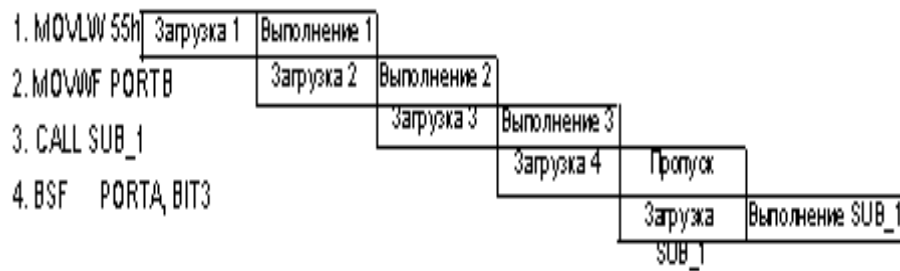 1. MOVLW 55h Загрузка 1 Выполнение 1
2. MOVWF PORTB Загрузка 2 Выполнение 2
Загрузка 3 Выполнение 3
3. CALL SUB_1
Загрузка 4 Пропуск
4. BSF PORTA, BIT3
Загрузка Выполнение SUB_1
SUB_1